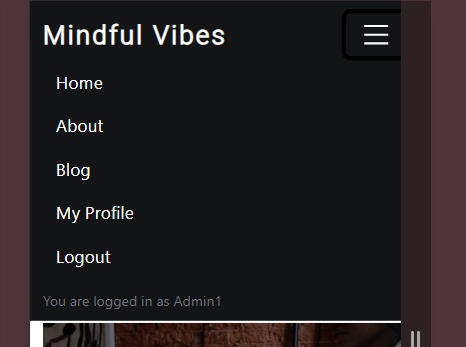 Mindful Vibes
Home
About
Blog
My Profile
Logout
You are logged in as Admin1